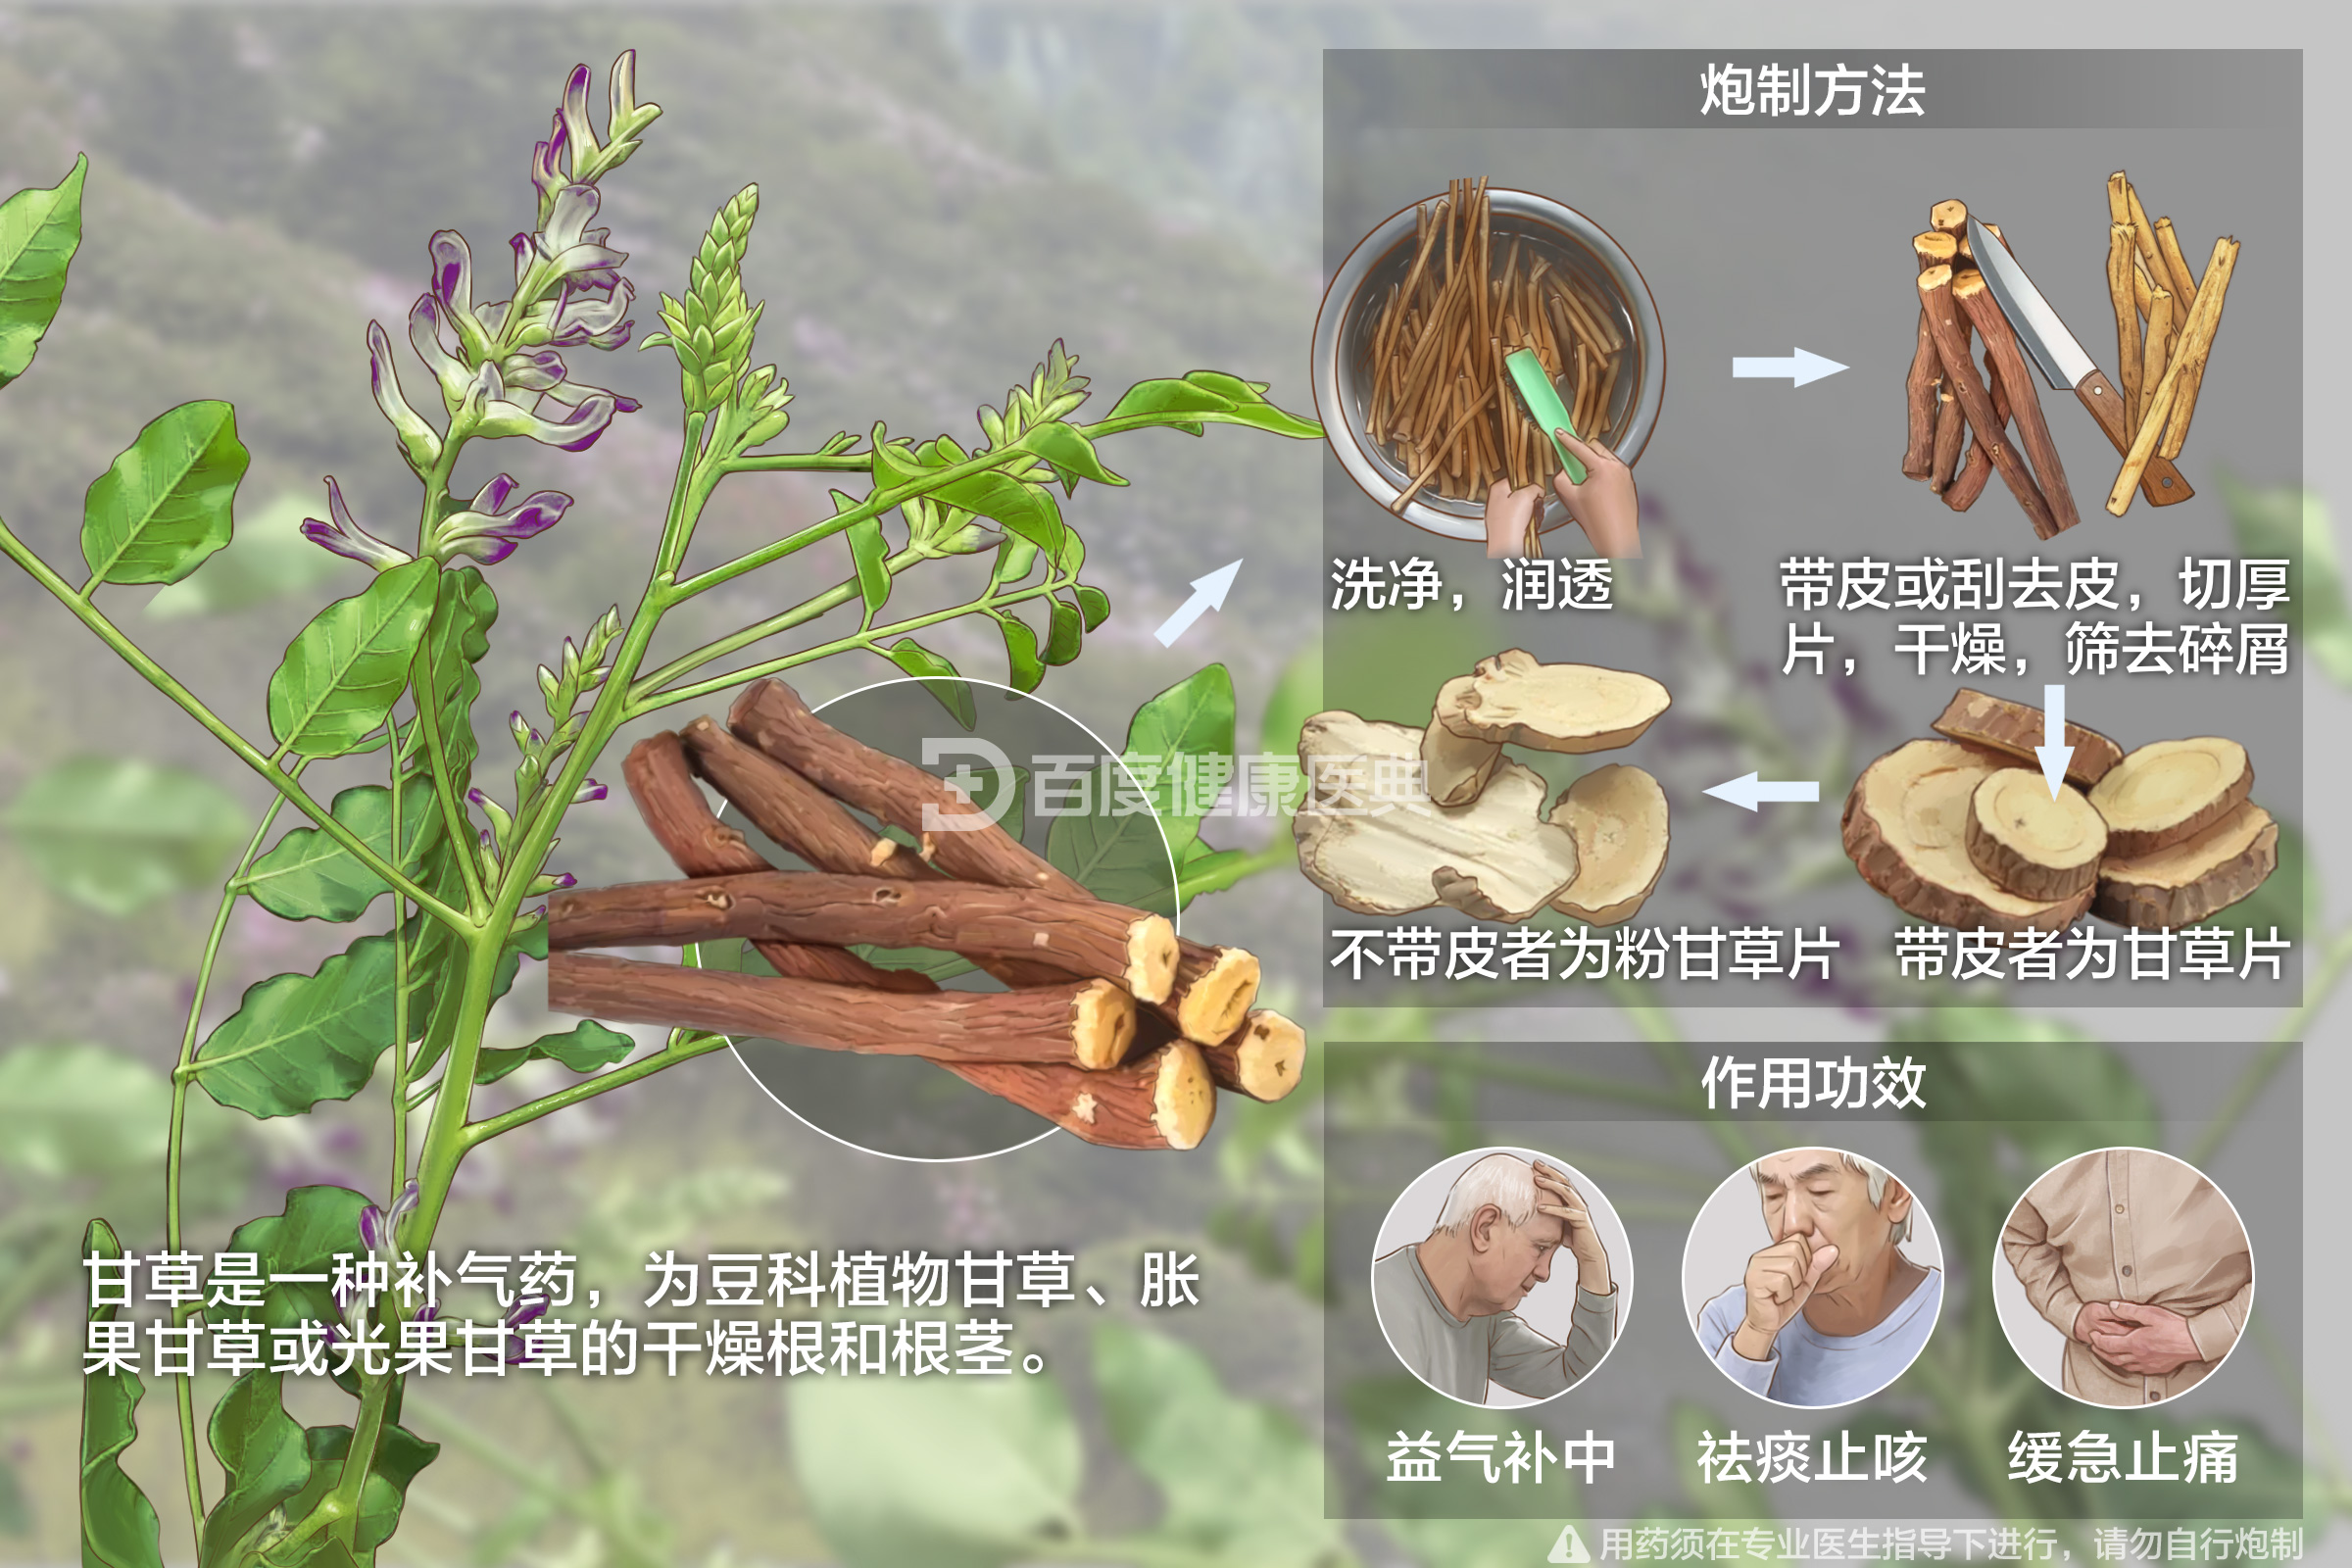 炮制方法
洗净，润透
带皮或刮去皮，切厚
片，干燥，筛去碎屑
百度健康医典
不带皮者为粉甘草片
带皮者为甘草片
作用功效
益气补中
祛痰止咳
缓急止痛
甘草是一种补气药，为豆科植物甘草、胀
果甘草或光果甘草的干燥根和根茎。
用药须在专业医生指导下进行，请勿自行炮制